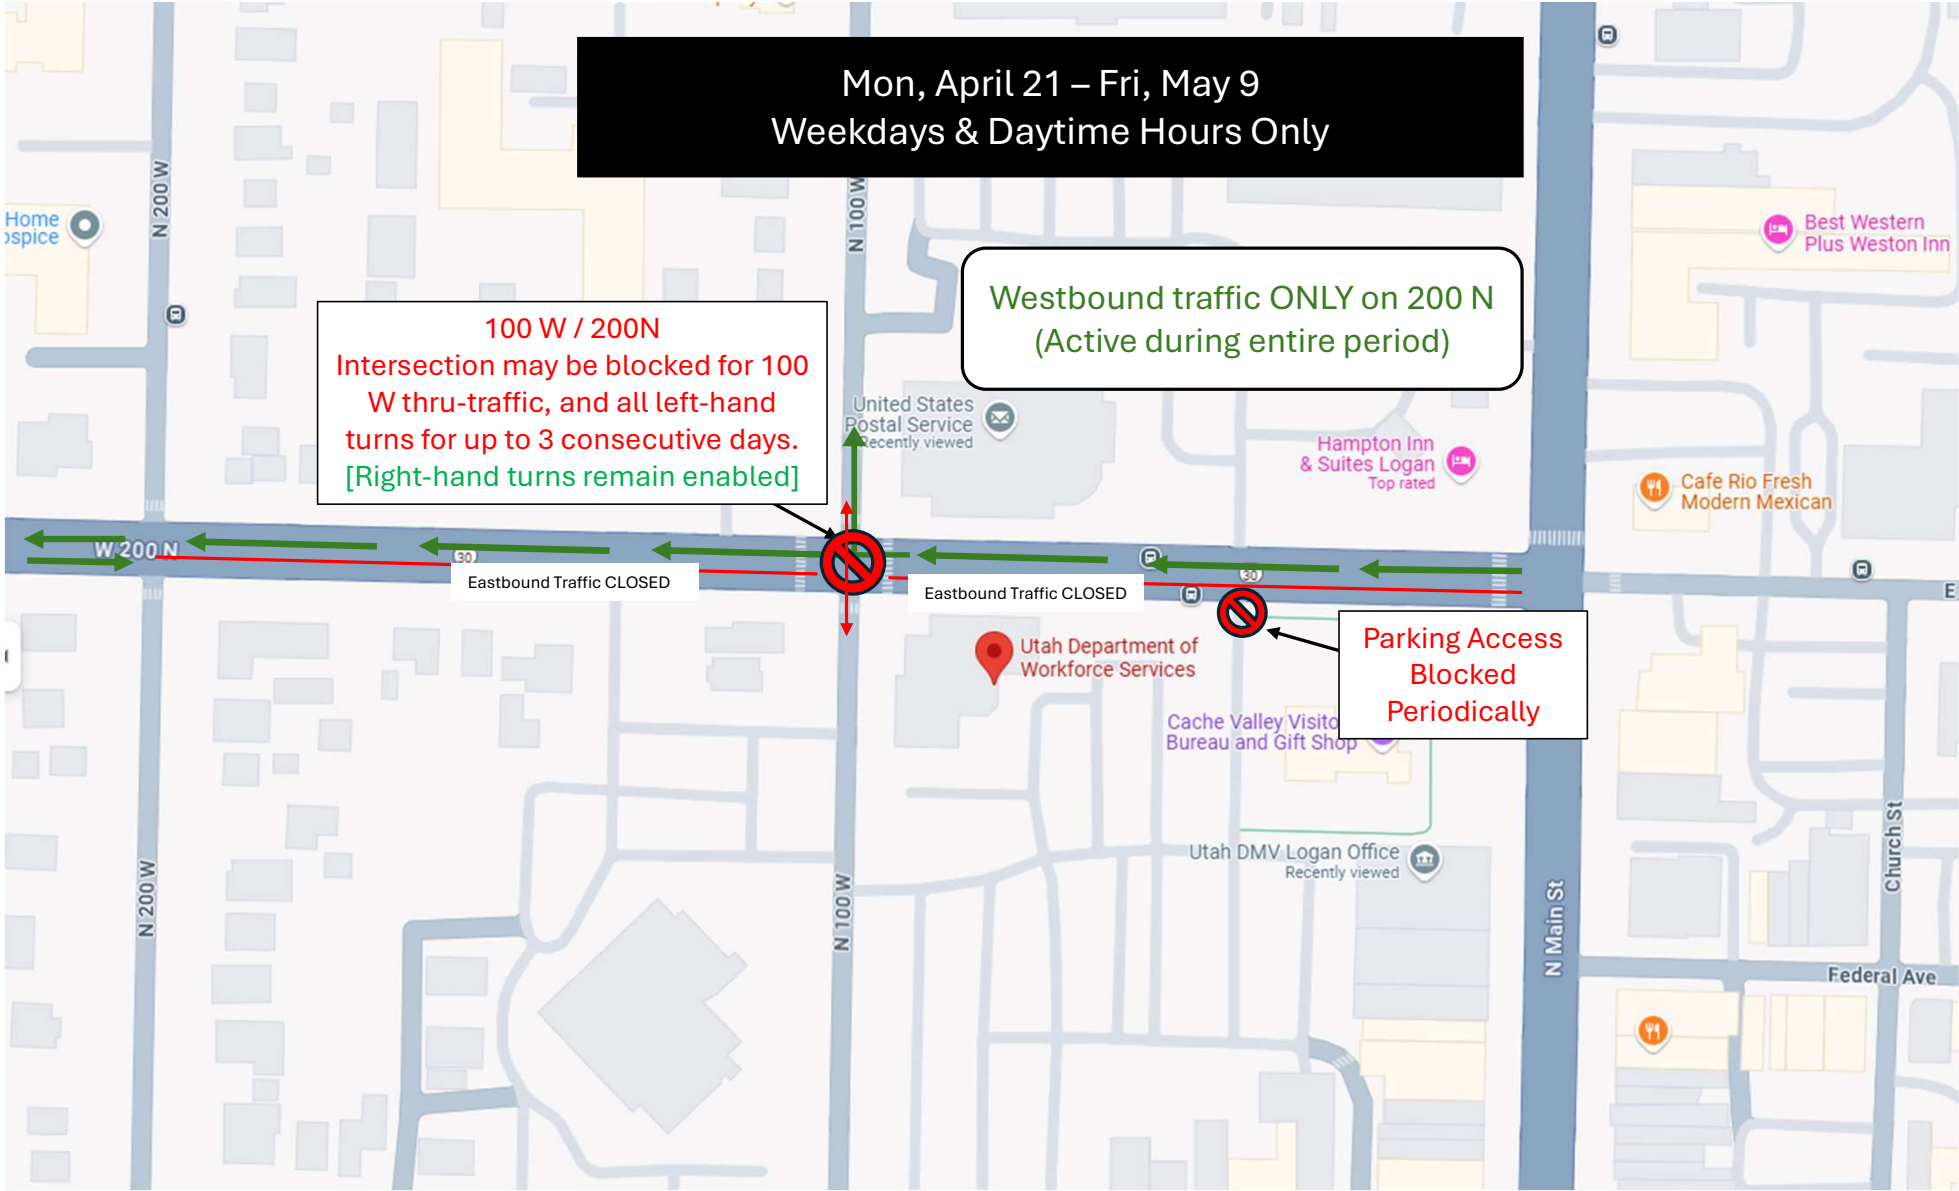 Mon, April 21 – Fri, May 9
Weekdays & Daytime Hours Only
N 200 W
N 100 W
Home
ospice
Best Western
Plus Weston Inn
Westbound traffic ONLY on 200 N
(Active during entire period)
100 W / 200N
Intersection may be blocked for 100
W thru-traffic, and all left-hand
turns for up to 3 consecutive days.
[Right-hand turns remain enabled]
United States
Postal Service
Recently viewed
Hampton Inn
& Suites Logan
Top rated
Cafe Rio Fresh
Modern Mexican
W 200 N
30
30
Eastbound Traffic CLOSED
Eastbound Traffic CLOSED
E
Utah Department of
Workforce Services
Parking Access
Blocked
Periodically
Cache Valley Visito
Bureau and Gift Shop
Utah DMV Logan Office
Recently viewed
N 200 W
N 100 W
N Main St
Church St
Federal Ave